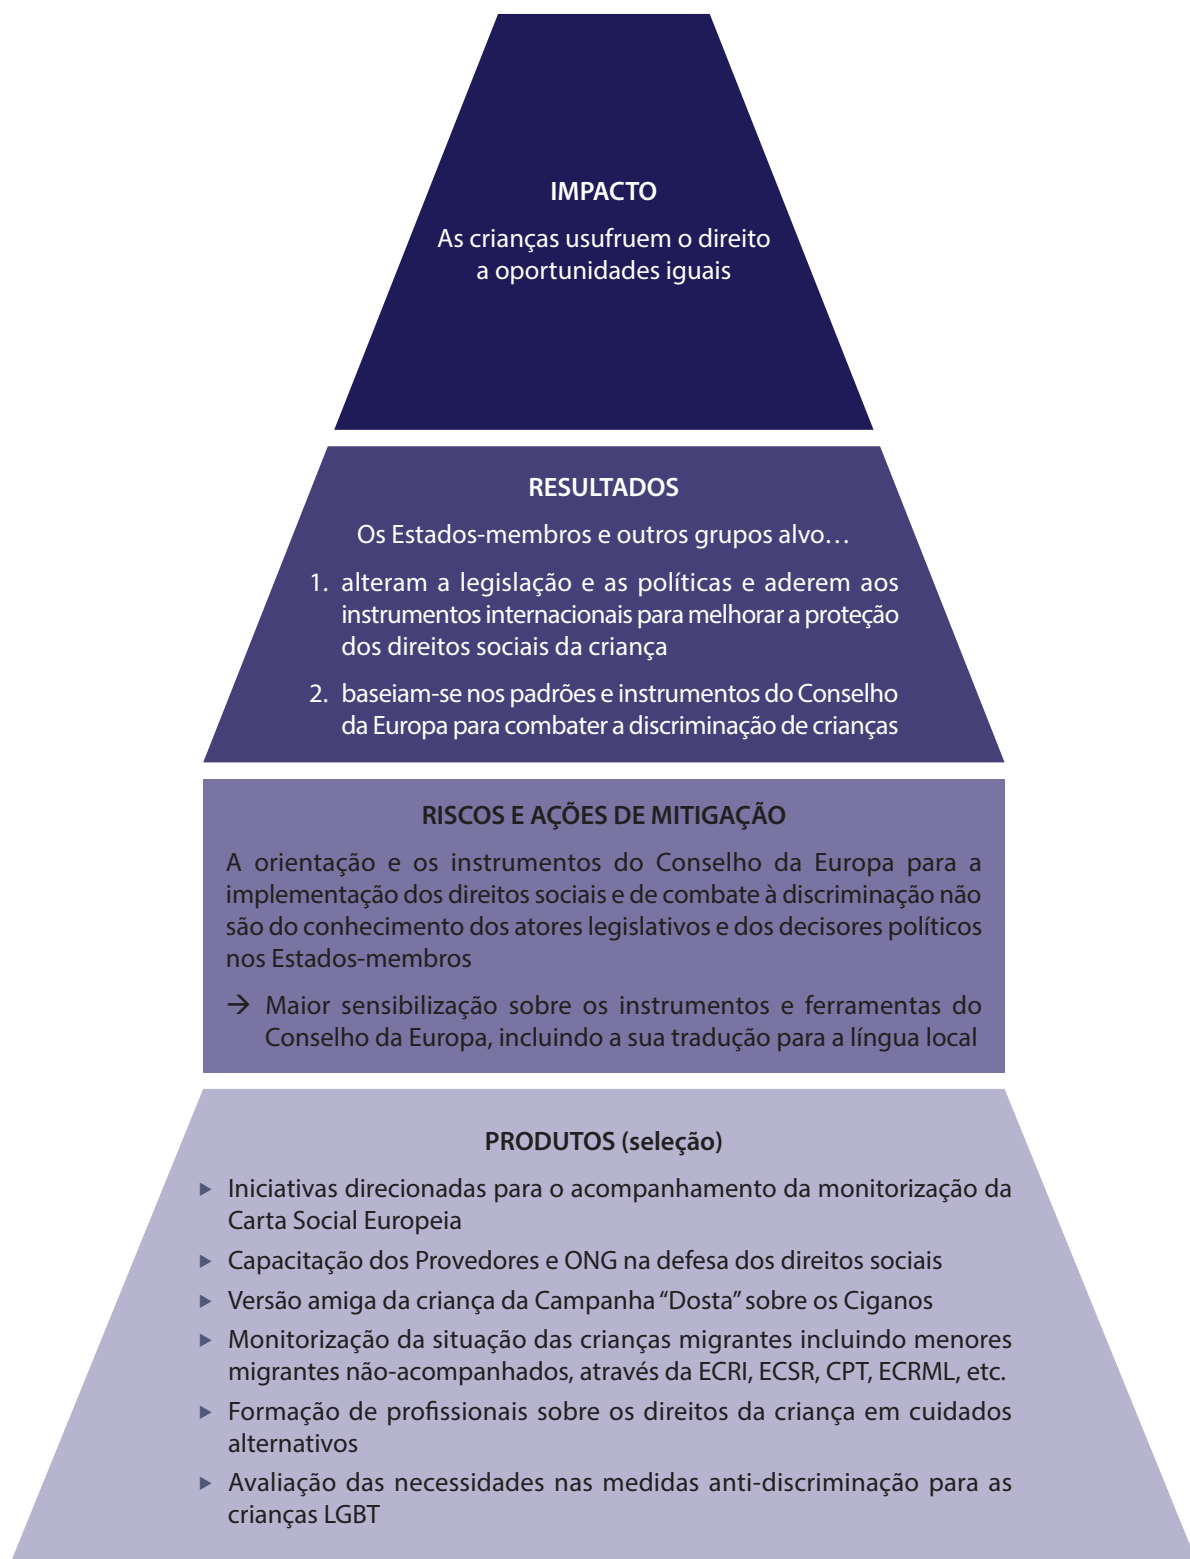 IMPACTO
As crianças usufruem o direito
a oportunidades iguais
RESULTADOS
Os Estados-membros e outros grupos alvo…
1. alteram a legislação e as políticas e aderem aos
instrumentos internacionais para melhorar a proteção
dos direitos sociais da criança
2. baseiam-se nos padrões e instrumentos do Conselho
da Europa para combater a discriminação de crianças
RISCOS E AÇÕES DE MITIGAÇÃO
A orientação e os instrumentos do Conselho da Europa para a
implementação dos direitos sociais e de combate à discriminação não
são do conhecimento dos atores legislativos e dos decisores políticos
nos Estados-membros
→ Maior sensibilização sobre os instrumentos e ferramentas do
Conselho da Europa, incluindo a sua tradução para a língua local
PRODUTOS (seleção)
▶ Iniciativas direcionadas para o acompanhamento da monitorização da
Carta Social Europeia
▶ Capacitação dos Provedores e ONG na defesa dos direitos sociais
▶ Versão amiga da criança da Campanha “Dosta” sobre os Ciganos
▶ Monitorização da situação das crianças migrantes incluindo menores
migrantes não-acompanhados, através da ECRI, ECSR, CPT, ECRML, etc.
▶ Formação de profissionais sobre os direitos da criança em cuidados
alternativos
▶ Avaliação das necessidades nas medidas anti-discriminação para as
crianças LGBT